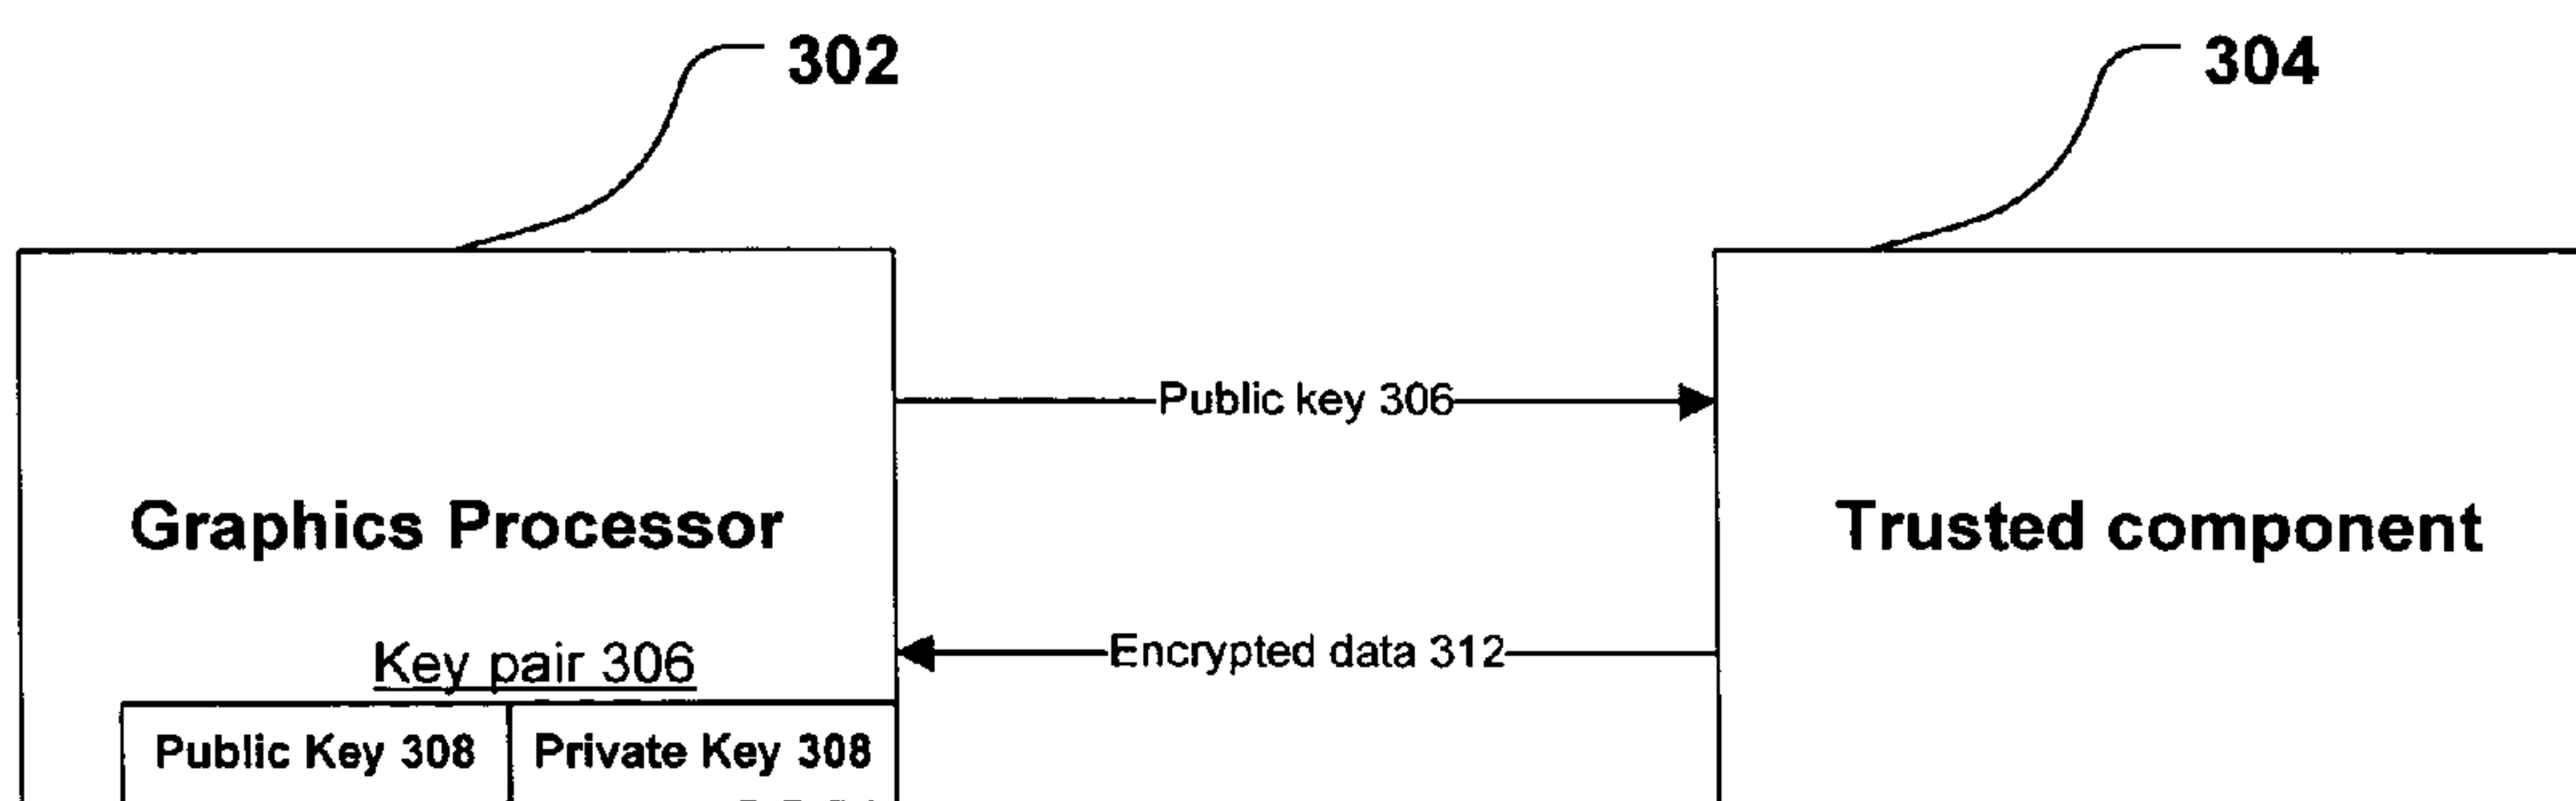 302
304
Public key 306
Graphics Processor
Trusted component
Encrypted data 312
Key pair 306
Public Key 308
Private Key 308